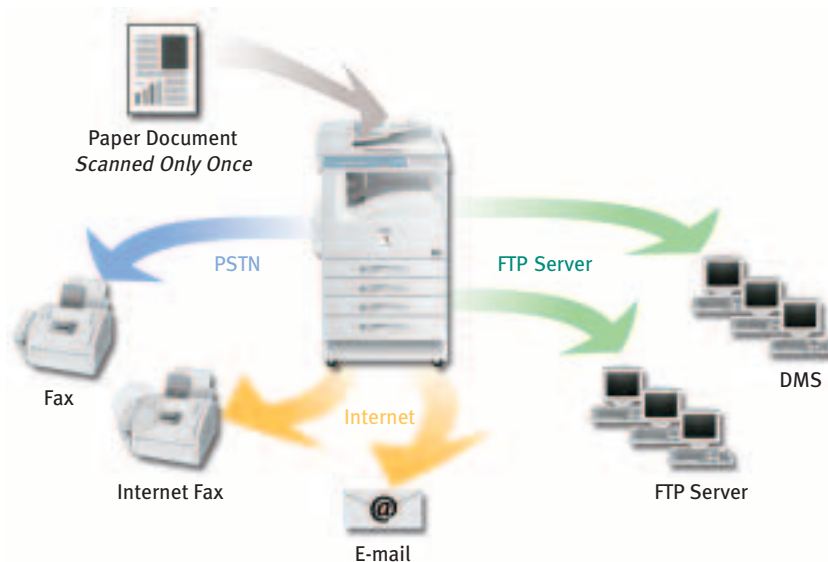 Paper Document
Scanned Only Once
PSTN
FTP Server
Fax
DMS
Internet
Internet Fax
FTP Server
@
E-mail